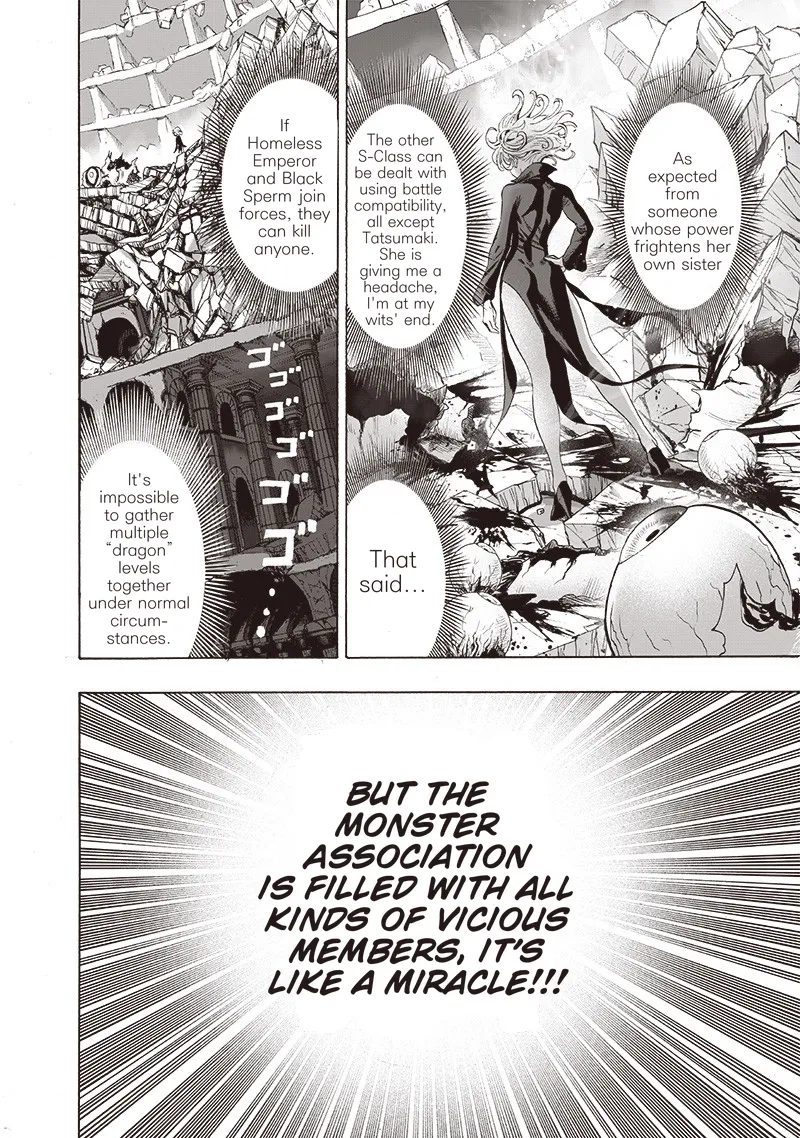 As
expected
from
someone
whose power
frightens her
own sister
The other
S-Class can
be dealt with
using battle
compatibility,
all except
Tatsumaki.
She is
giving me a
headache,
I'm at my
wits' end.
That
said...
If
Homeless
Emperor
and Black
Sperm join
forces, they
can kill
anyone.
ゴゴゴゴゴゴ・・・・
It's
impossible
to gather
multiple
“dragon”
levels
together
under normal
circum-
stances.
BUT THE
MONSTER
ASSOCIATION
IS FILLED WITH ALL
KINDS OF VICIOUS
MEMBERS, IT'S
LIKE A MIRACLE!!!